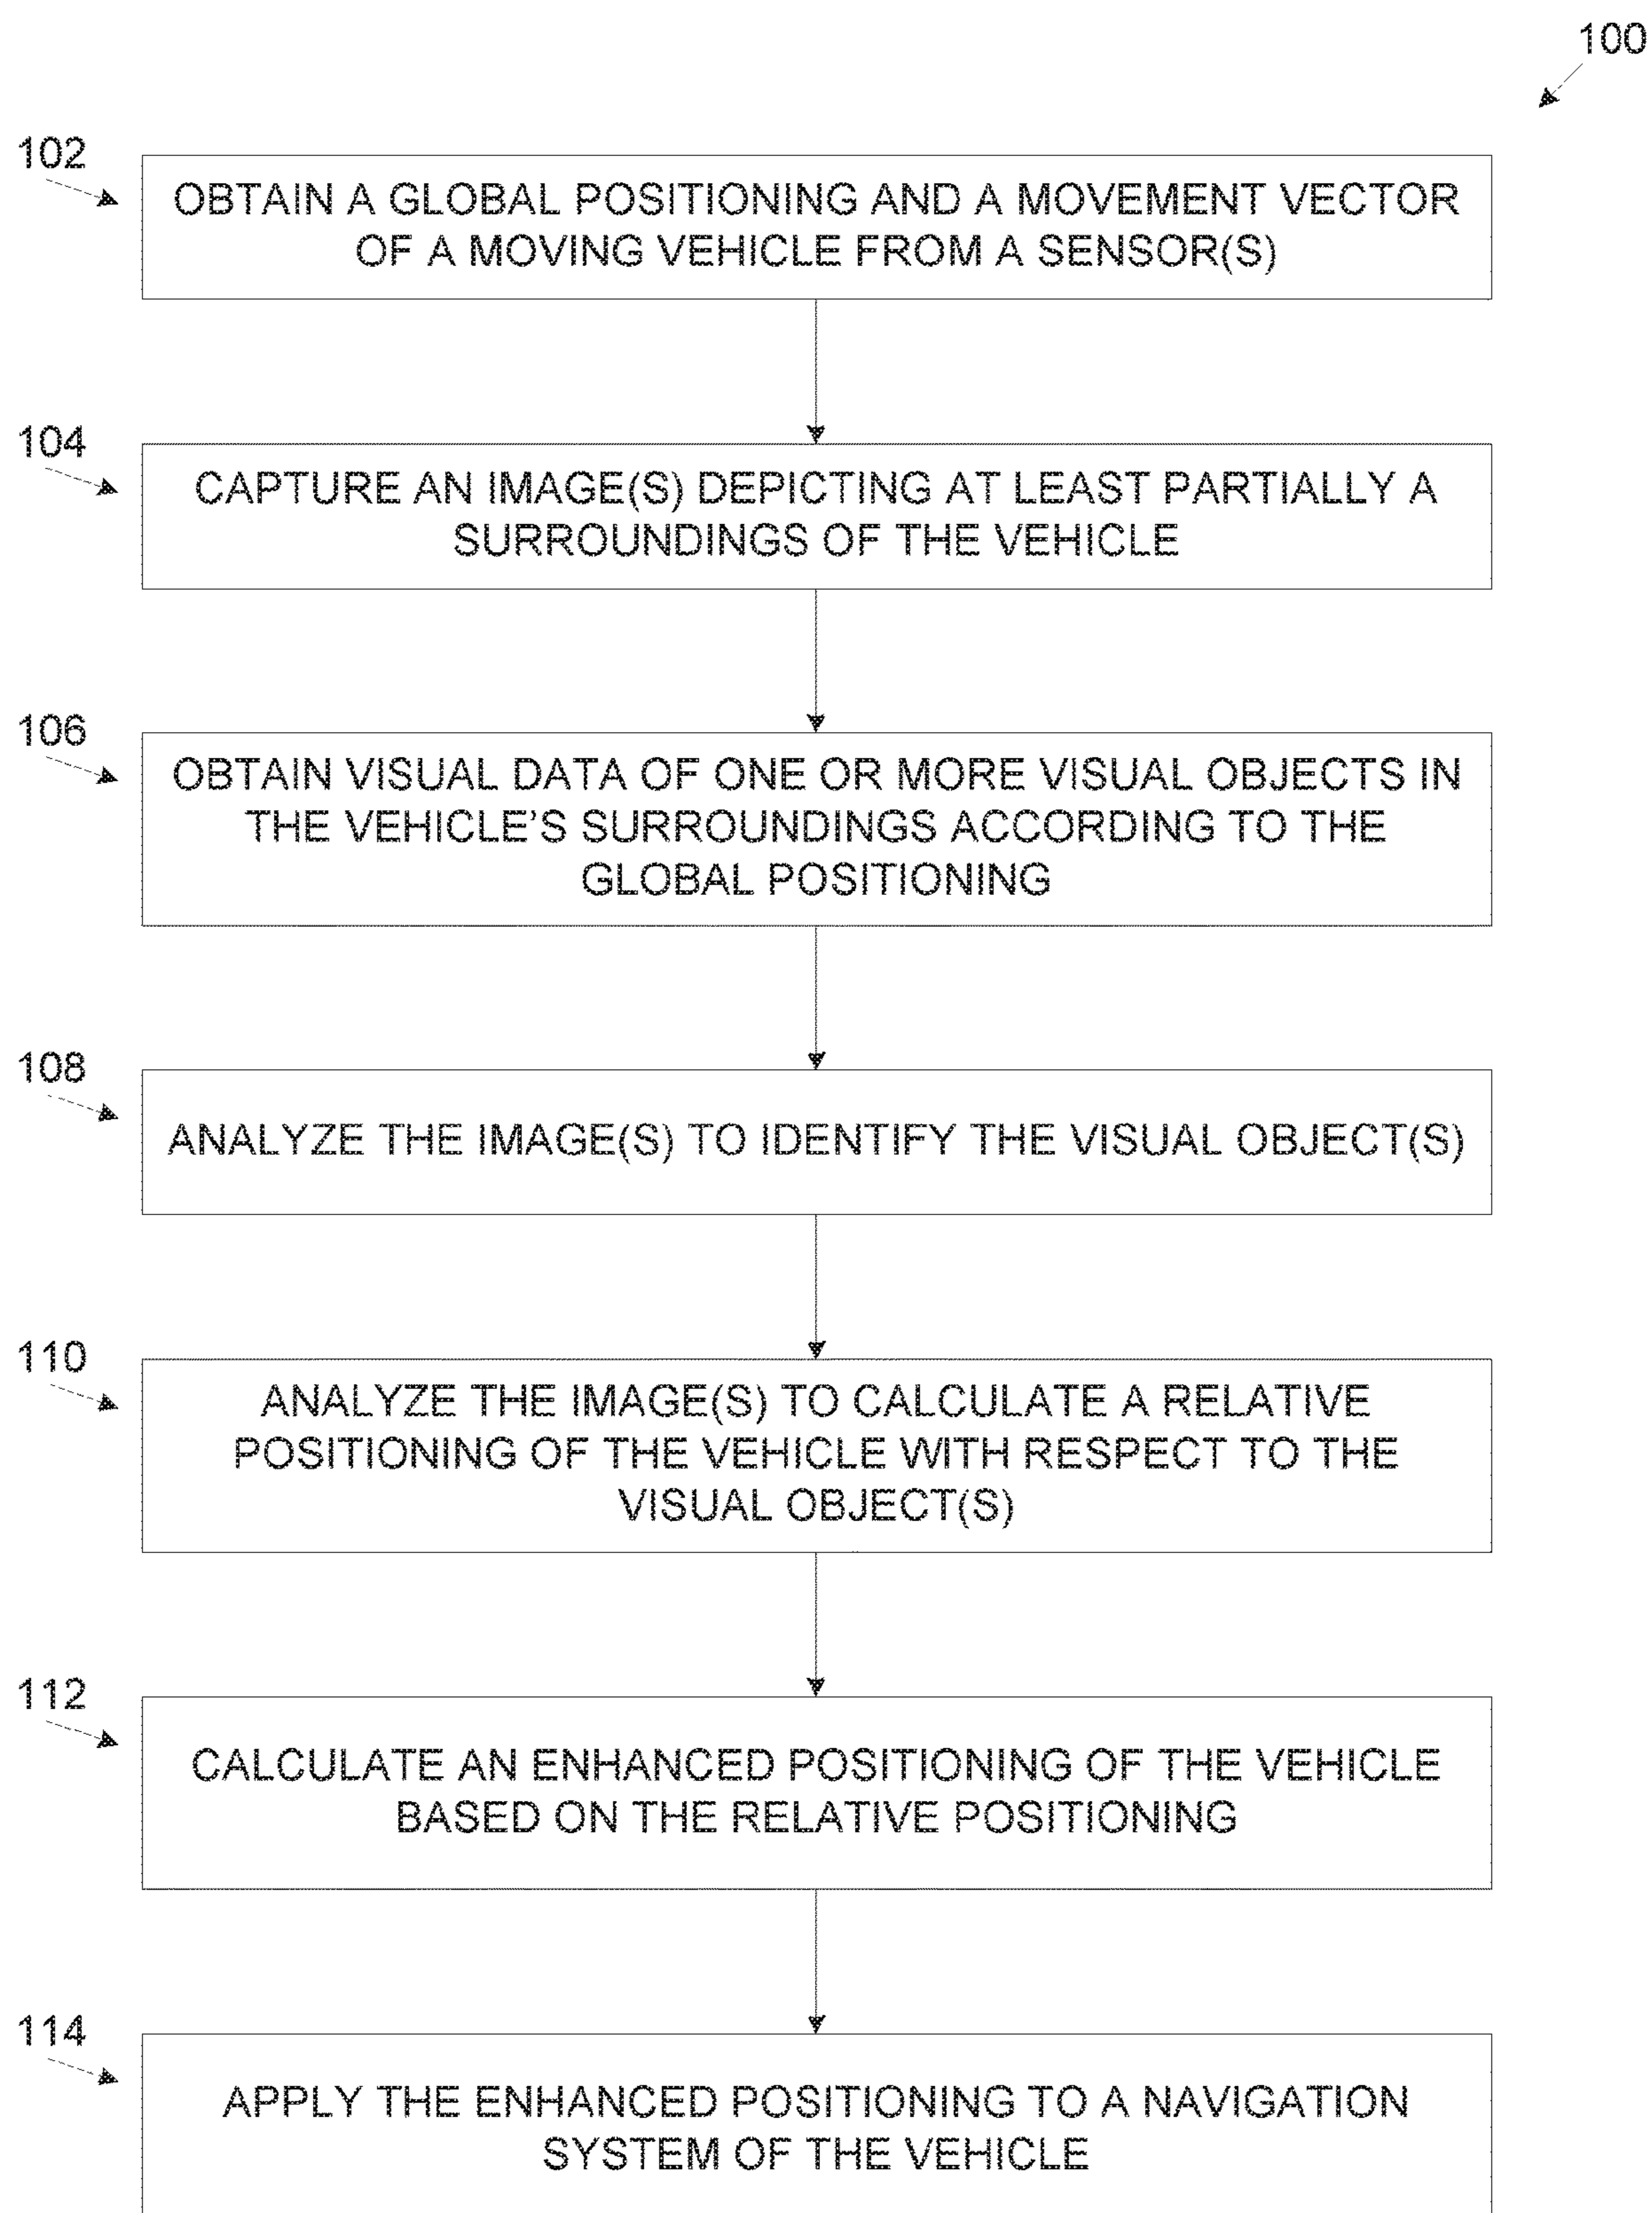 100
102
OBTAIN A GLOBAL POSITIONING AND A MOVEMENT VECTOR
OF A MOVING VEHICLE FROM A SENSOR(S)
104
CAPTURE AN IMAGE(S) DEPICTING AT LEAST PARTIALLY A
SURROUNDINGS OF THE VEHICLE
106
OBTAIN VISUAL DATA OF ONE OR MORE VISUAL OBJECTS IN
THE VEHICLE'S SURROUNDINGS ACCORDING TO THE
GLOBAL POSITIONING
108
ANALYZE THE IMAGE(S) TO IDENTIFY THE VISUAL OBJECT(S)
110
ANALYZE THE IMAGE(S) TO CALCULATE A RELATIVE
POSITIONING OF THE VEHICLE WITH RESPECT TO THE
VISUAL OBJECT(S)
112
CALCULATE AN ENHANCED POSITIONING OF THE VEHICLE
BASED ON THE RELATIVE POSITIONING
114
APPLY THE ENHANCED POSITIONING TO A NAVIGATION
SYSTEM OF THE VEHICLE